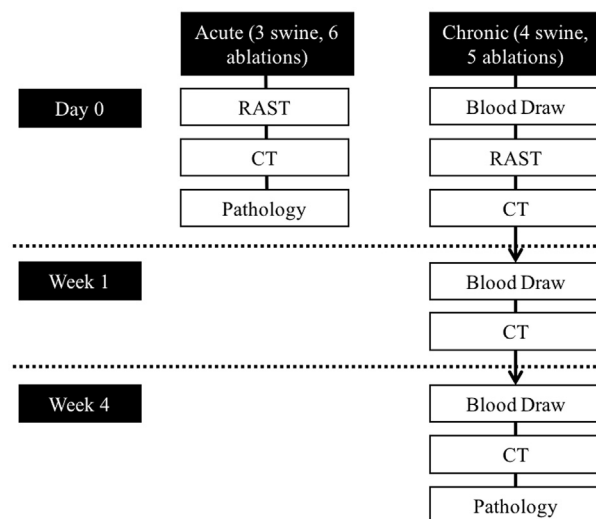 Acute (3 swine, 6
ablations)
Chronic (4 swine,
5 ablations)
Day 0
RAST
Blood Draw
CT
RAST
Pathology
CT
Week 1
Blood Draw
CT
Week 4
Blood Draw
CT
Pathology